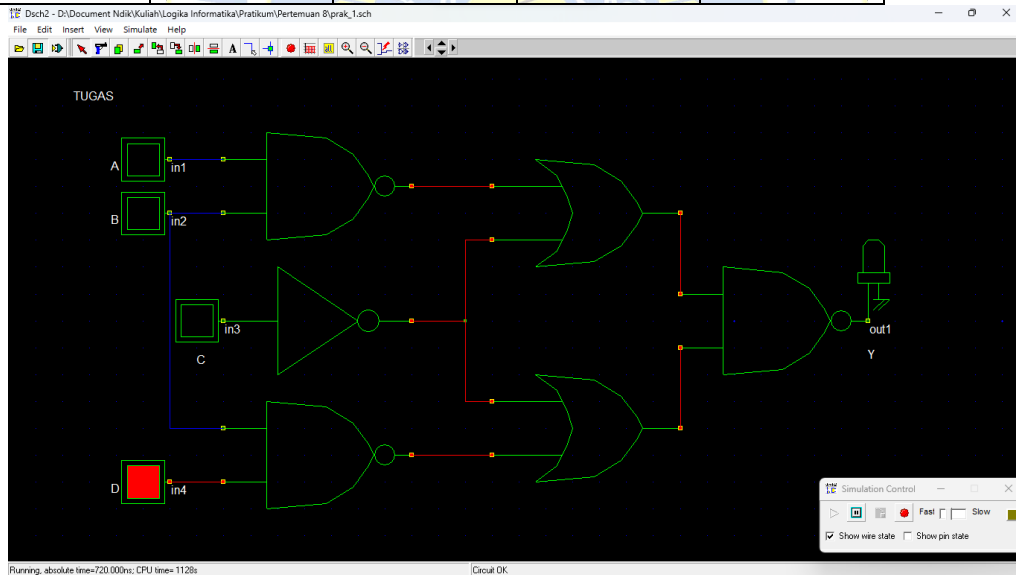 Dsch2 - D:\Document Ndik\Kuliah\Logika Informatika\Pratikum\Pertemuan 8\prak_1.sch
File Edit Insert View Simulate Help
TUGAS
A
in1
B
in2
in3
C
out1
Y
D
in4
Simulation Control
Fast Slow
Show wire state Show pin state
Running, absolute time=720.000ns; CPU time= 1128s
Circuit OK